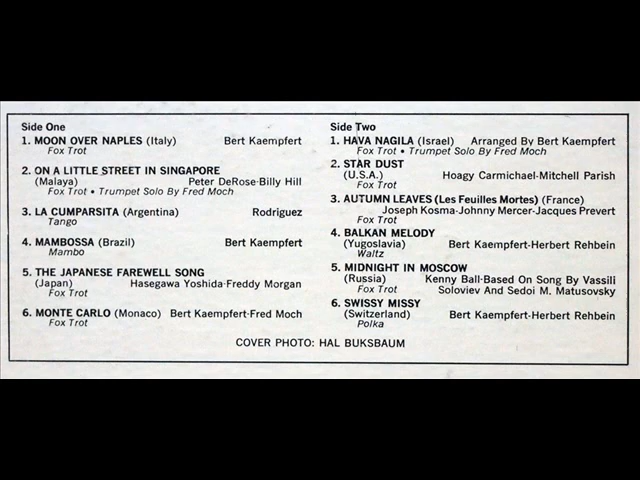 Side One
1. MOON OVER NAPLES (Italy) Bert Kaempfert
Fox Trot
2. ON A LITTLE STREET IN SINGAPORE
(Malaya) Peter DeRose-Billy Hill
Fox Trot • Trumpet Solo By Fred Moch
3. LA CUMPARSITA (Argentina) Rodriguez
Tango
4. MAMBOSSA (Brazil) Bert Kaempfert
Mambo
5. THE JAPANESE FAREWELL SONG
(Japan) Hasegawa Yoshida-Freddy Morgan
Fox Trot
6. MONTE CARLO (Monaco) Bert Kaempfert-Fred Moch
Fox Trot
Side Two
1. HAVA NAGILA (Israel) Arranged By Bert Kaempfert
Fox Trot • Trumpet Solo By Fred Moch
2. STAR DUST
(U.S.A.) Hoagy Carmichael-Mitchell Parish
Fox Trot
3. AUTUMN LEAVES (Les Feuilles Mortes) (France)
Joseph Kosma-Johnny Mercer-Jacques Prevert
Fox Trot
4. BALKAN MELODY
(Yugoslavia) Bert Kaempfert-Herbert Rehbein
Waltz
5. MIDNIGHT IN MOSCOW
(Russia) Kenny Ball-Based On Song By Vassili
Fox Trot Soloviev And Sedoi M. Matusovsky
6. SWISSY MISSY
(Switzerland) Bert Kaempfert-Herbert Rehbein
Polka
COVER PHOTO: HAL BUKSBAUM